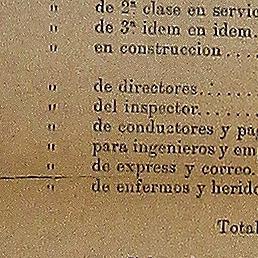 " de 2ª clase en servic
" de 3ª idem en idem.
" en construccion ....
" de directores......
" del inspector......
" de conductores y pag
" para ingenieros y em
" de express y correo.
" de enfermos y herido
Total